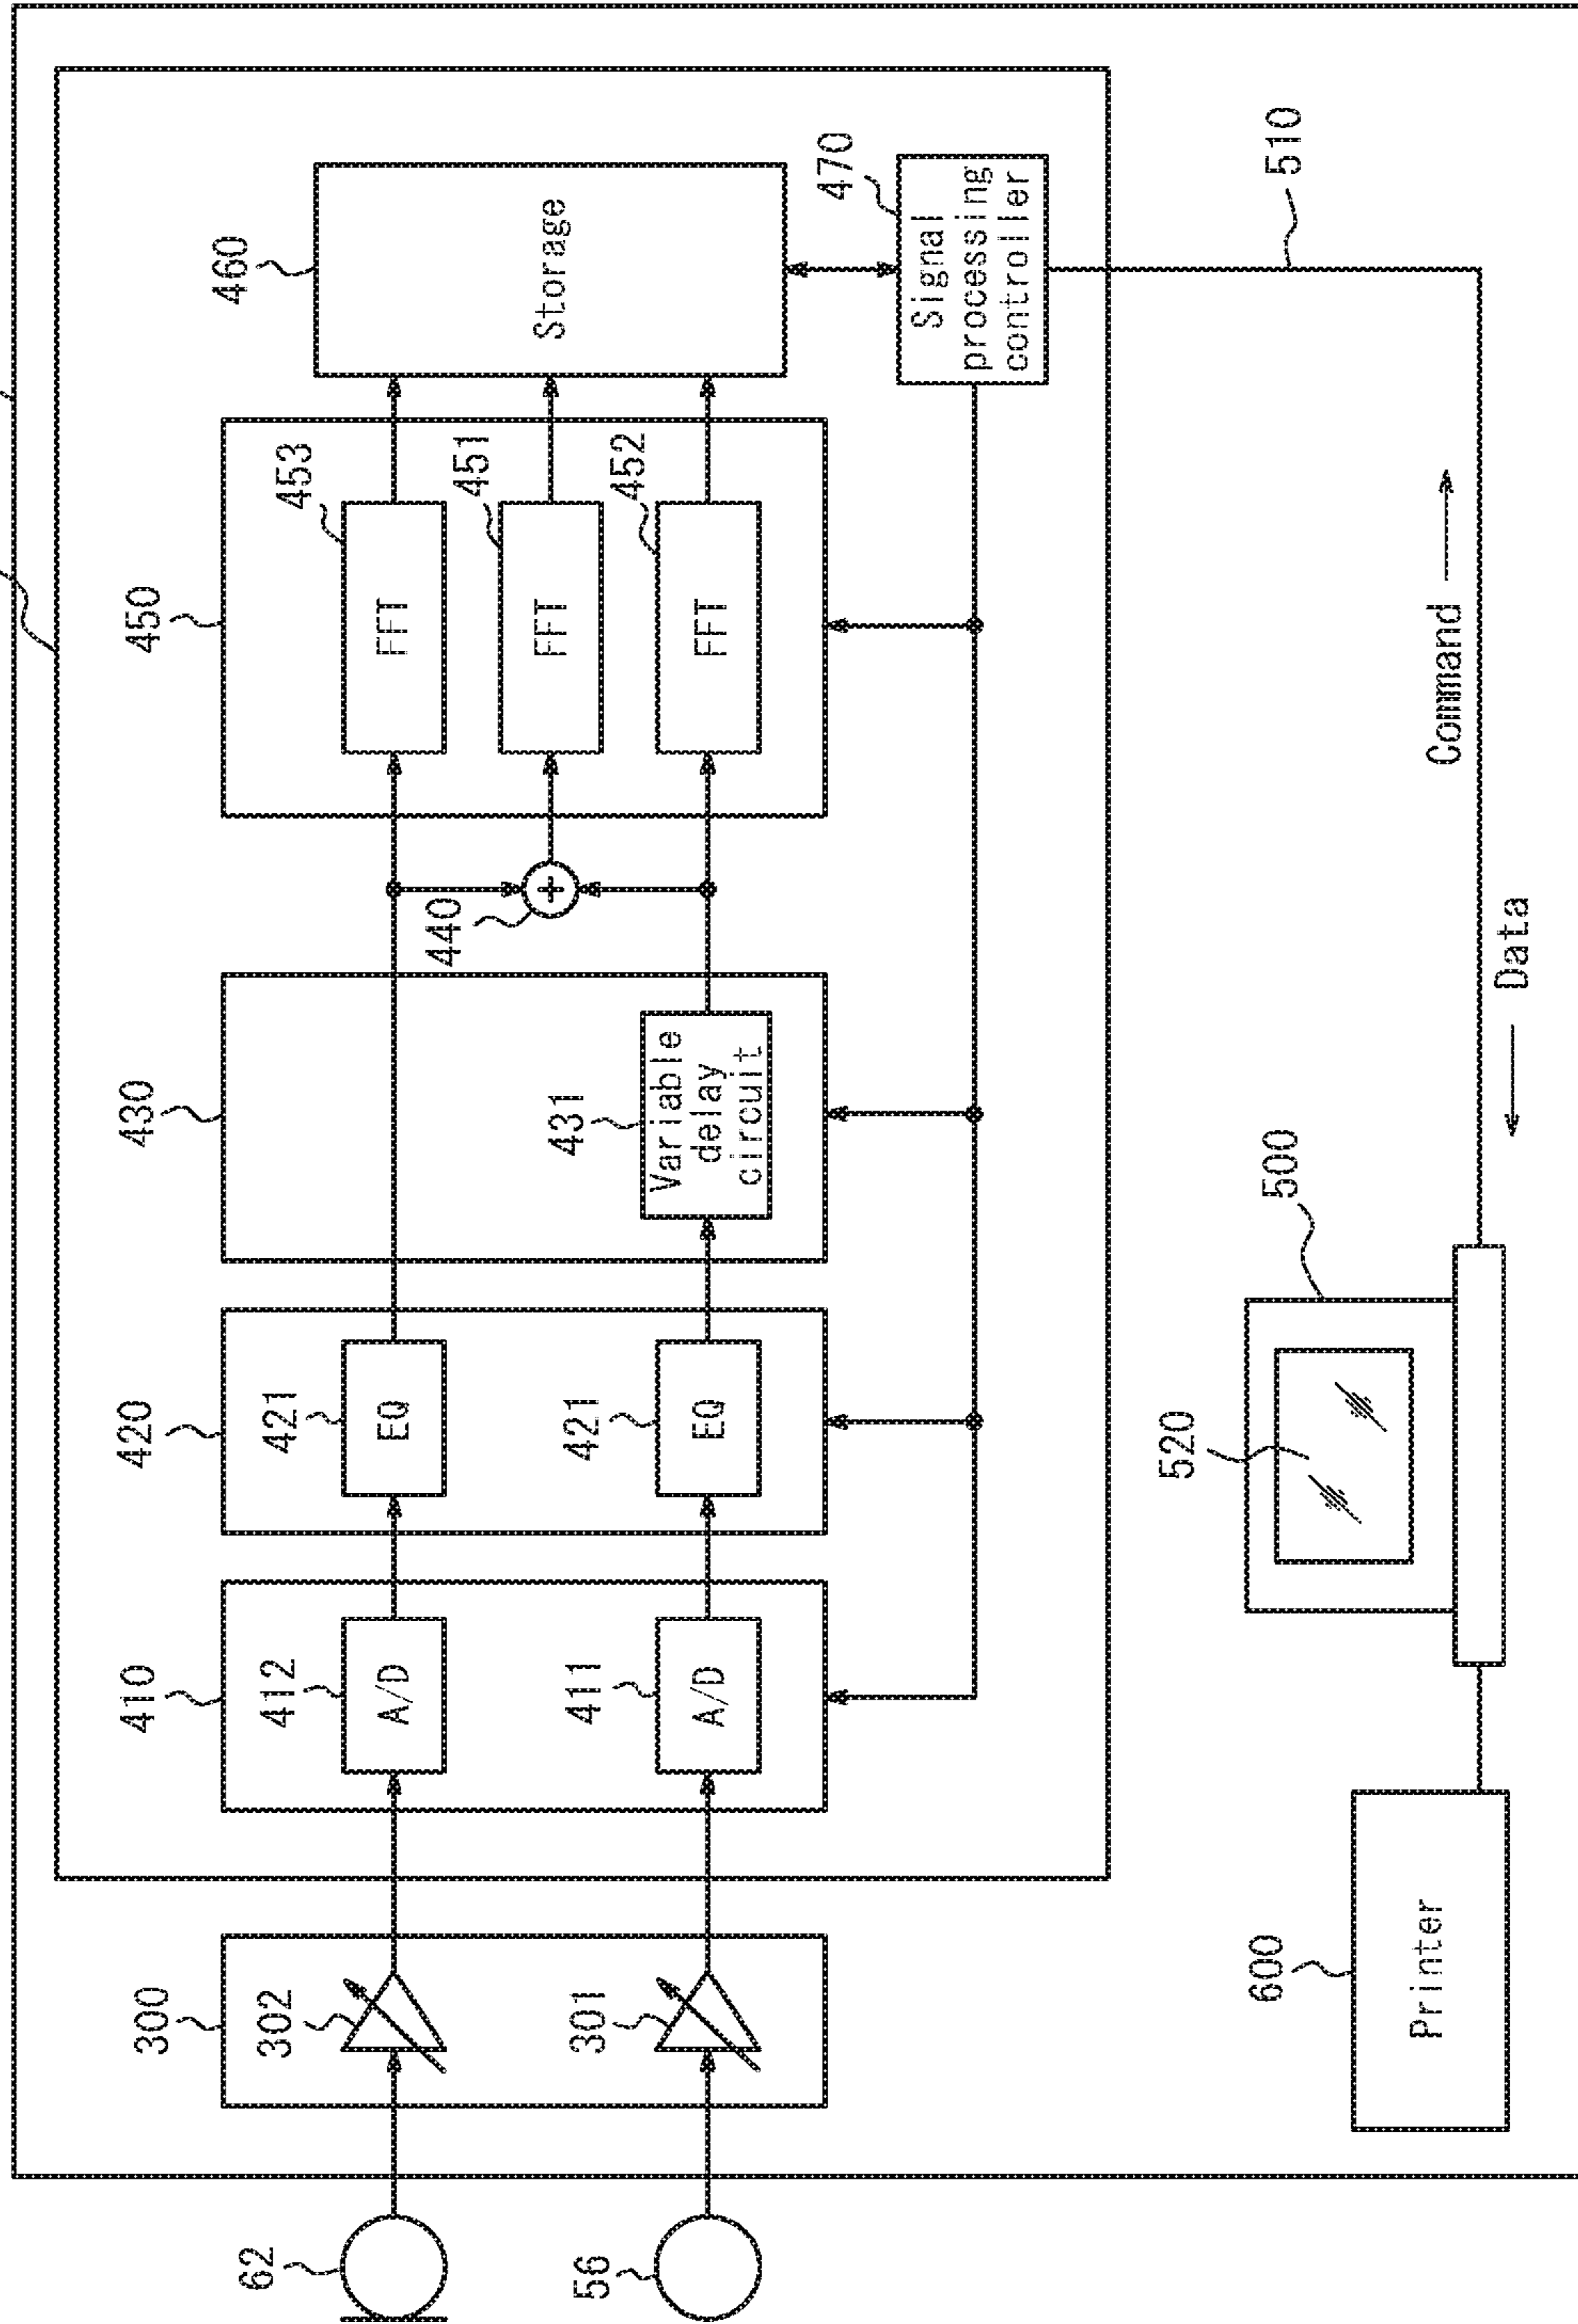 460
Storage
470
Signal
processing
controller
510
450
453
FFT
451
FFT
452
FFT
440
+
430
431
Variable
delay
circuit
420
421
EQ
421
EQ
410
412
A/D
411
A/D
300
302
301
62
56
Command
Data
500
520
600
Printer